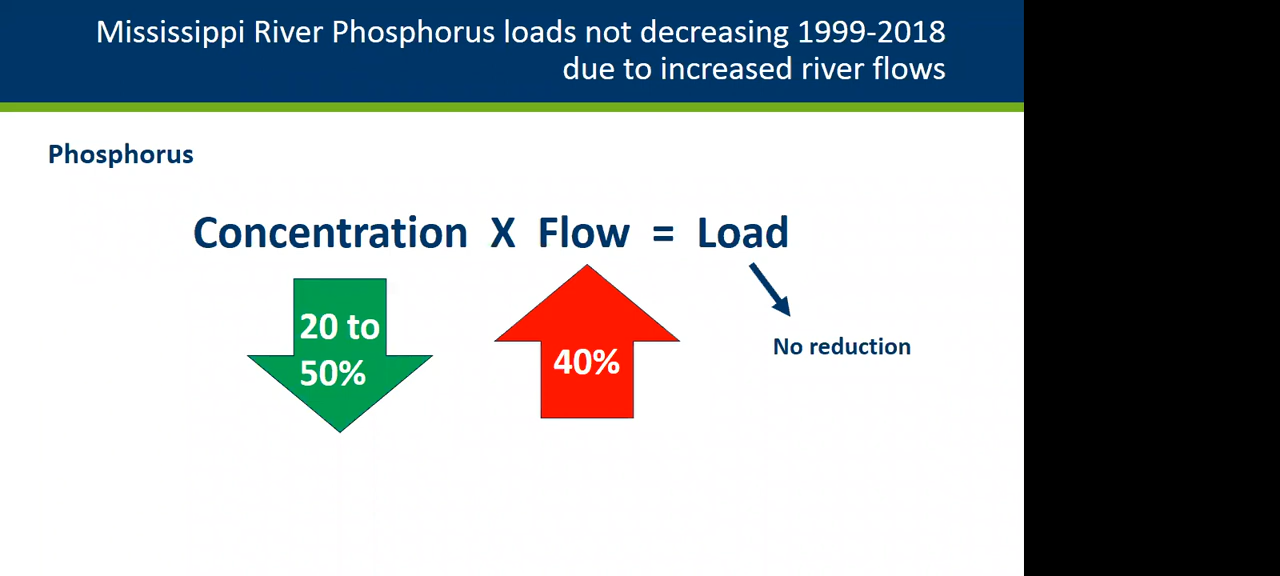 Mississippi River Phosphorus loads not decreasing 1999-2018
due to increased river flows
Phosphorus
Concentration X Flow = Load
20 to
50%
40%
No reduction